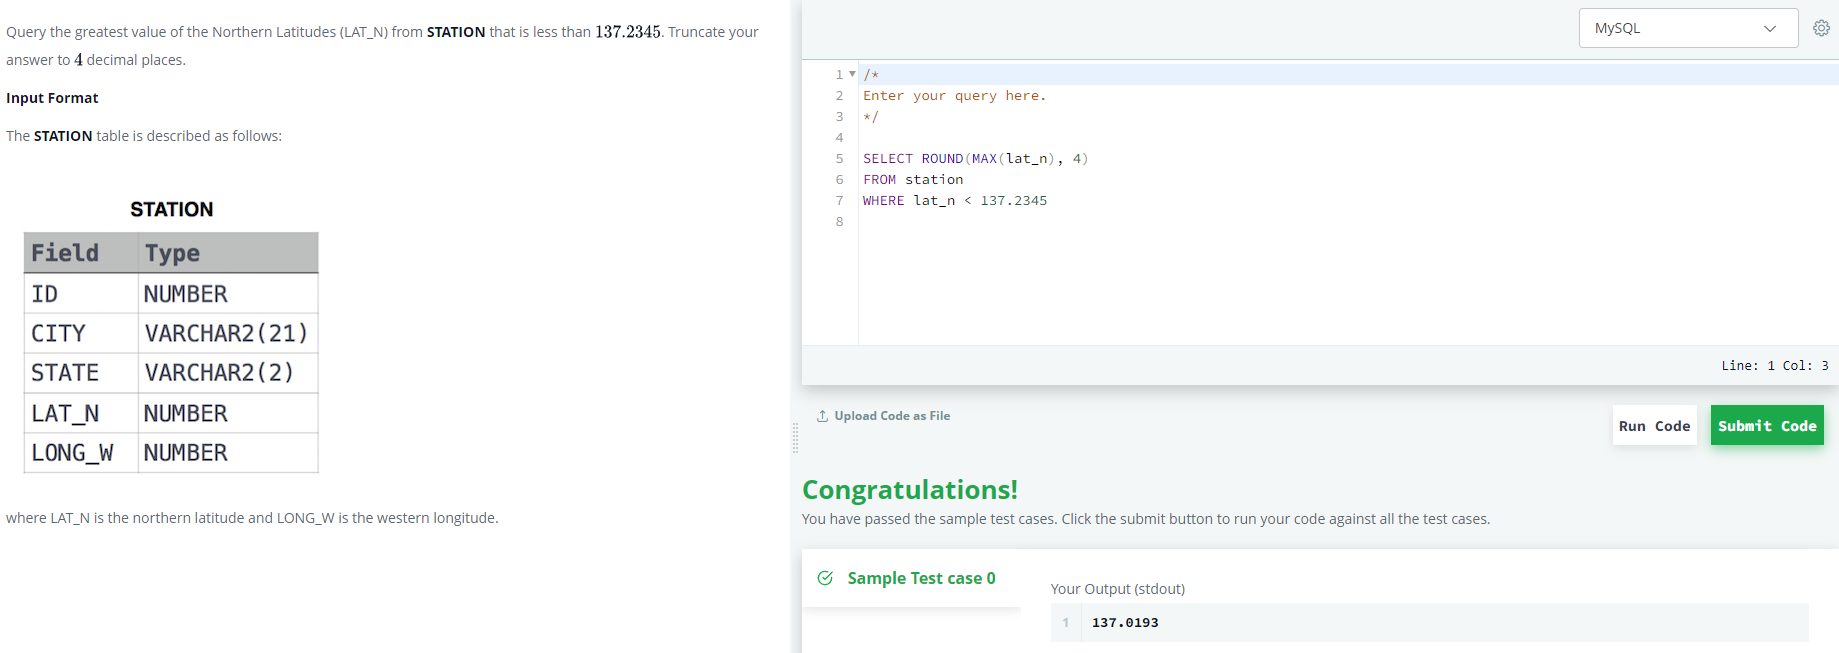 Query the greatest value of the Northern Latitudes (LAT_N) from STATION that is less than 137.2345. Truncate your
answer to 4 decimal places.
Input Format
The STATION table is described as follows:
STATION
Field Type
ID NUMBER
CITY VARCHAR2(21)
STATE VARCHAR2(2)
LAT_N NUMBER
LONG_W NUMBER
where LAT_N is the northern latitude and LONG_W is the western longitude.
MySQL
1 /*
2 Enter your query here.
3 */
4
5 SELECT ROUND(MAX(lat_n), 4)
6 FROM station
7 WHERE lat_n < 137.2345
8
Line: 1 Col: 3
Upload Code as File
Run Code
Submit Code
Congratulations!
You have passed the sample test cases. Click the submit button to run your code against all the test cases.
Sample Test case 0
Your Output (stdout)
1 137.0193